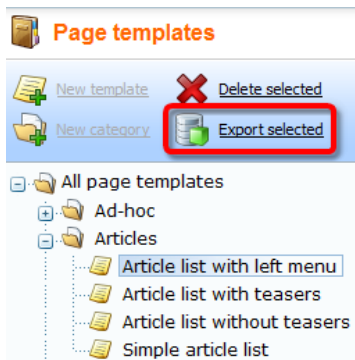 Page templates
New template Delete selected
New category Export selected
All page templates
Ad-hoc
Articles
Article list with left menu
Article list with teasers
Article list without teasers
Simple article list